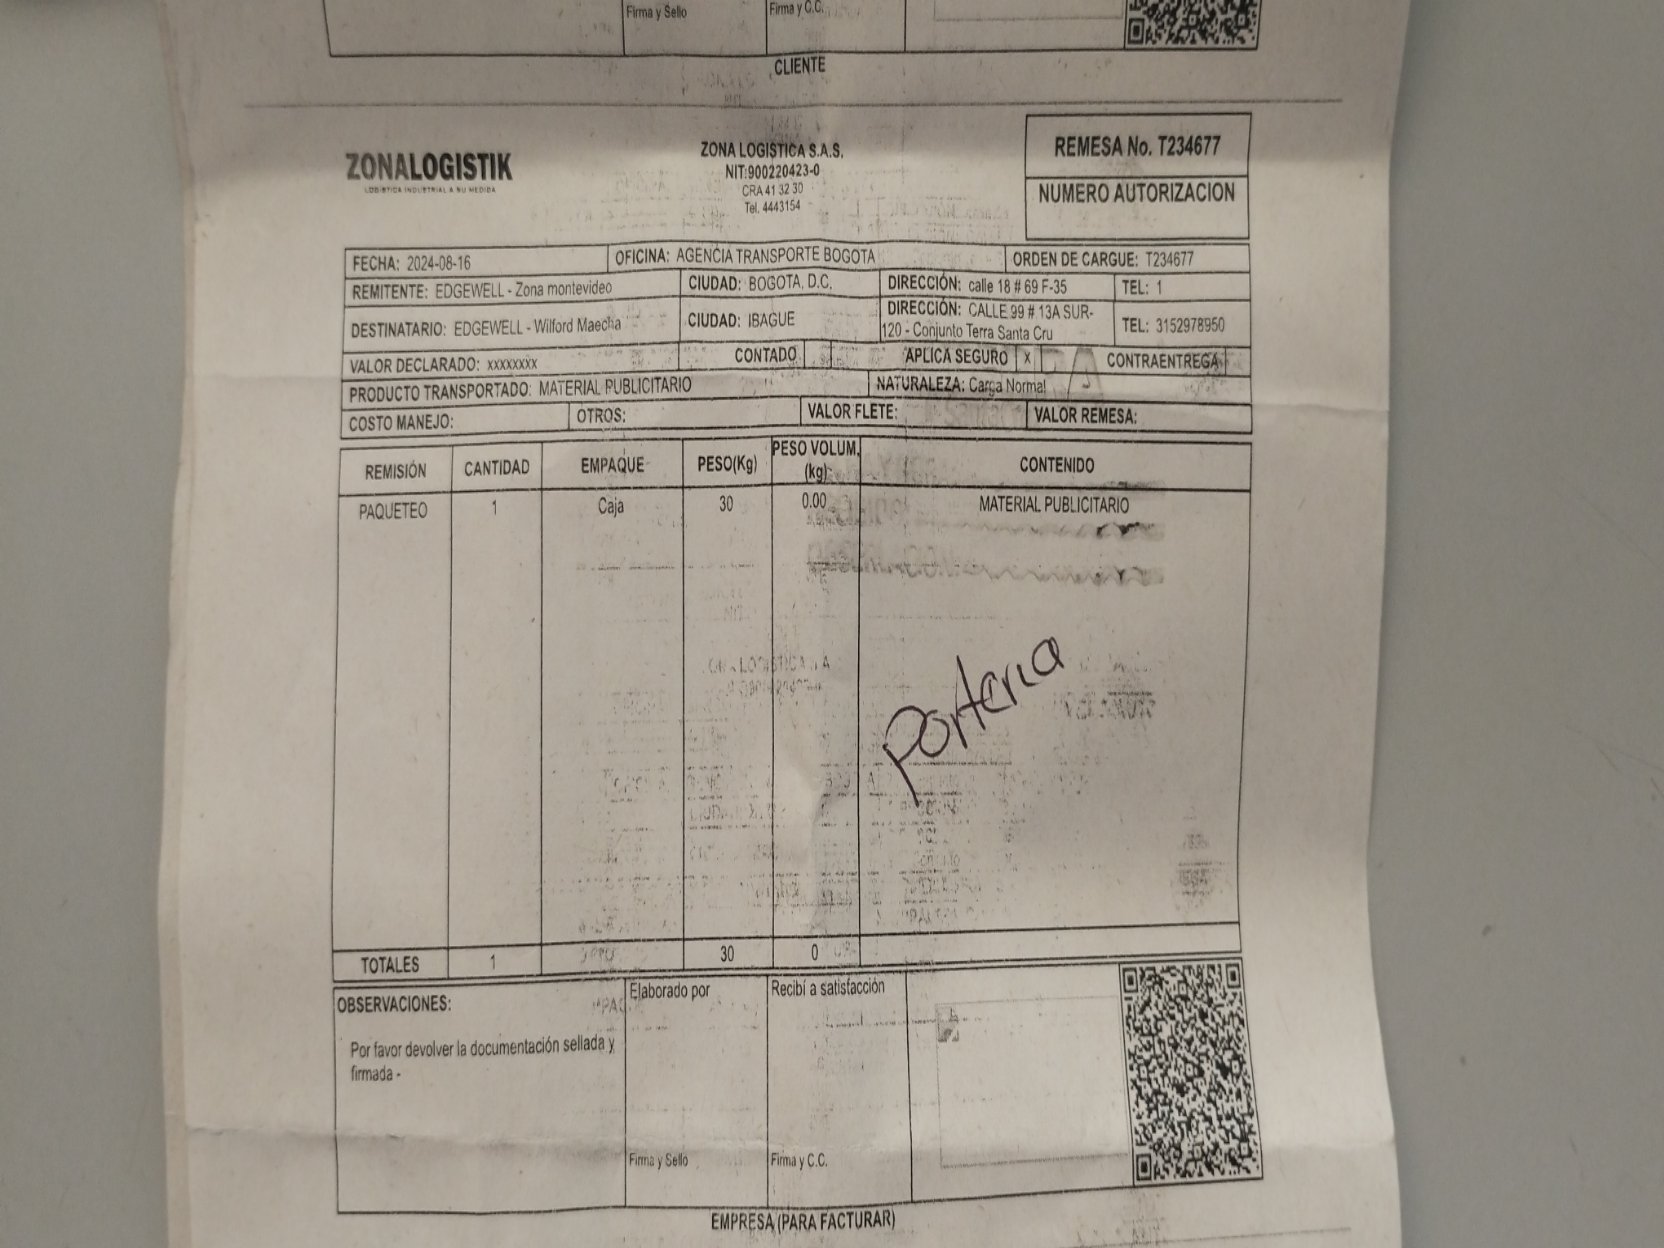 Firma y Sello
Firma y C.C.
CLIENTE
ZONALOGISTIK
LOGISTICA INDUSTRIAL A SU MEDIDA
ZONA LOGISTICA S.A.S.
NIT:900220423-0
CRA 41 32 30
Tel. 4443154
REMESA No. T234677
NUMERO AUTORIZACION
FECHA: 2024-08-16
OFICINA: AGENCIA TRANSPORTE BOGOTA
ORDEN DE CARGUE: T234677
REMITENTE: EDGEWELL - Zona montevideo
CIUDAD: BOGOTA, D.C.
DIRECCIÓN: calle 18 # 69 F-35
TEL: 1
DESTINATARIO: EDGEWELL - Wilford Maecha
CIUDAD: IBAGUE
DIRECCIÓN: CALLE 99 # 13A SUR-
120 - Conjunto Terra Santa Cru
TEL: 3152978950
VALOR DECLARADO: xxxxxxxx
CONTADO
APLICA SEGURO x
CONTRAENTREGA
PRODUCTO TRANSPORTADO: MATERIAL PUBLICITARIO
NATURALEZA: Carga Normal
COSTO MANEJO:
OTROS:
VALOR FLETE:
VALOR REMESA:
REMISIÓN CANTIDAD EMPAQUE PESO(Kg) PESO VOLUM. (kg) CONTENIDO
PAQUETEO 1 Caja 30 0.00 MATERIAL PUBLICITARIO
Porteria
TOTALES 1 30 0
OBSERVACIONES:
Por favor devolver la documentación sellada y
firmada -
Elaborado por
Recibí a satisfacción
Firma y Sello
Firma y C.C.
EMPRESA (PARA FACTURAR)